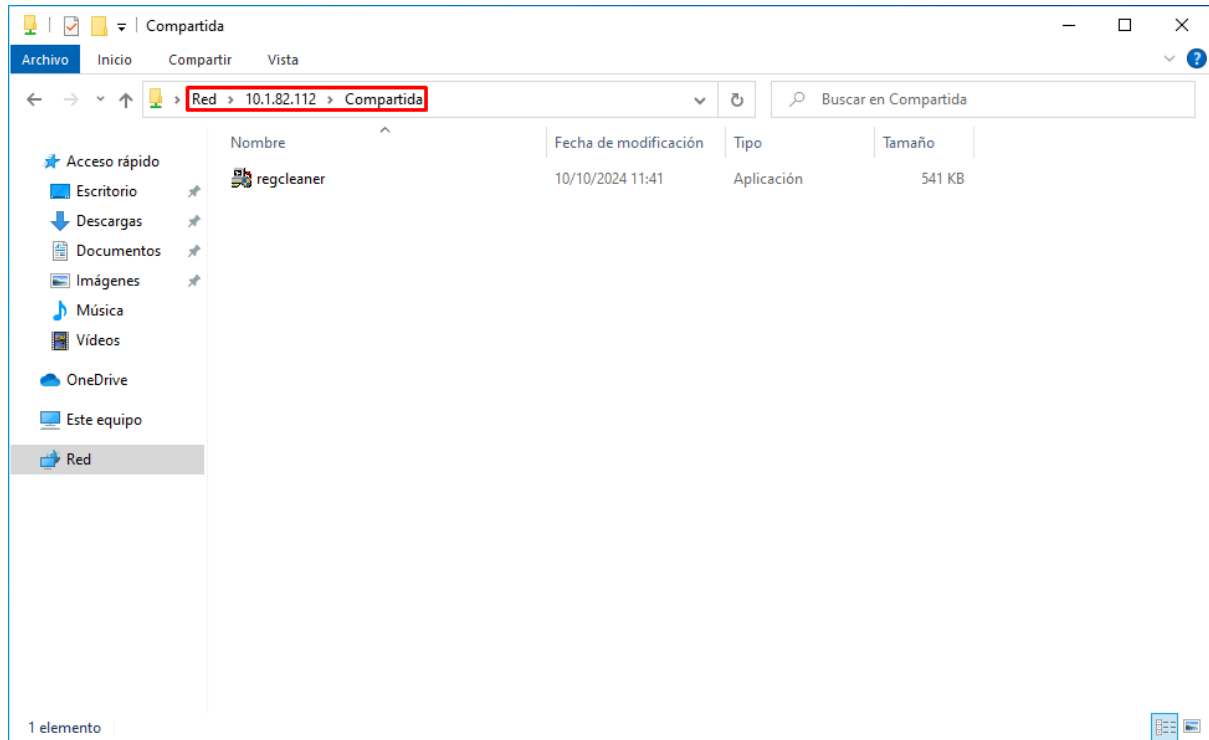 Compartida
Archivo Inicio Compartir Vista
Red > 10.1.82.112 > Compartida
Buscar en Compartida
Nombre Fecha de modificación Tipo Tamaño
regcleaner 10/10/2024 11:41 Aplicación 541 KB
Acceso rápido
Escritorio
Descargas
Documentos
Imágenes
Música
Vídeos
OneDrive
Este equipo
Red
1 elemento